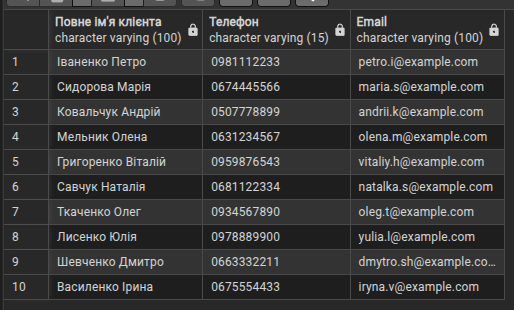 Повне ім'я клієнта Телефон Email
character varying (100) character varying (15) character varying (100)
1 Іваненко Петро 0981112233 petro.i@example.com
2 Сидорова Марія 0674445566 maria.s@example.com
3 Ковальчук Андрій 0507778899 andrii.k@example.com
4 Мельник Олена 0631234567 olena.m@example.com
5 Григоренко Віталій 0959876543 vitaliy.h@example.com
6 Савчук Наталія 0681122334 natalka.s@example.com
7 Ткаченко Олег 0934567890 oleg.t@example.com
8 Лисенко Юлія 0978889900 yulia.l@example.com
9 Шевченко Дмитро 0663332211 dmytro.sh@example.co...
10 Василенко Ірина 0675554433 iryna.v@example.com